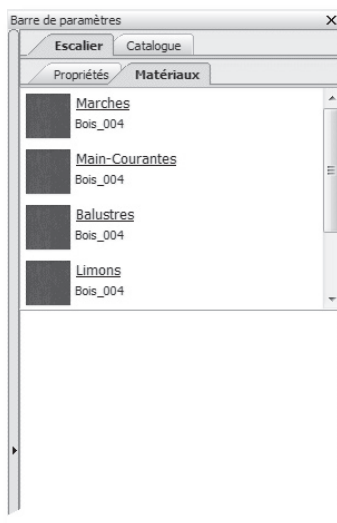 Barre de paramètres
Escalier Catalogue
Propriétés Matériaux
Marches
Bois_004
Main-Courantes
Bois_004
Balustres
Bois_004
Limons
Bois_004